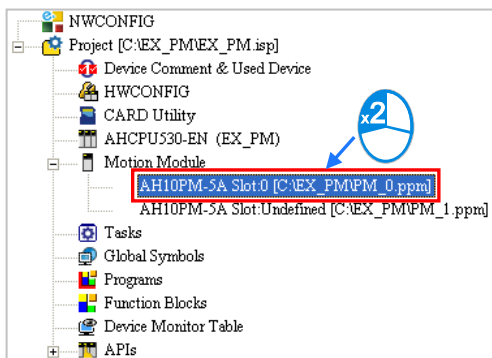 NWCONFIG
Project [C:\EX_PM\EX_PM.isp]
Device Comment & Used Device
HWCONFIG
CARD Utility
AHCPU530-EN (EX_PM)
x2
Motion Module
AH10PM-5A Slot:0 [C:\EX_PM\PM_0.ppm]
AH10PM-5A Slot:Undefined [C:\EX_PM\PM_1.ppm]
Tasks
Global Symbols
Programs
Function Blocks
Device Monitor Table
APIs